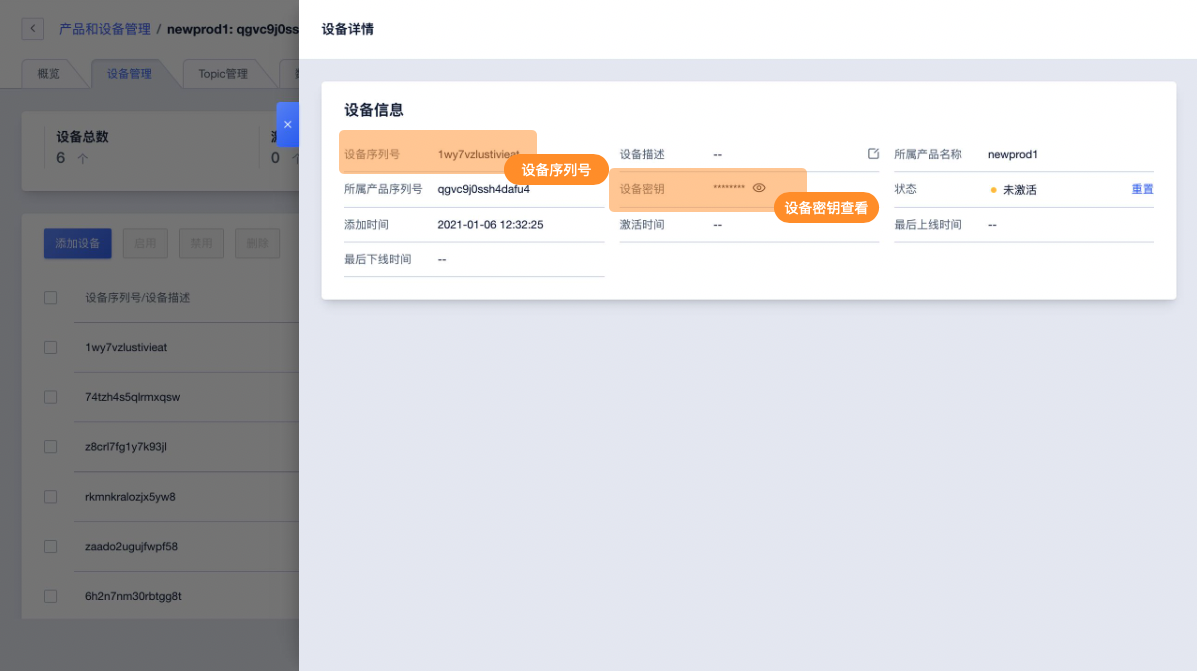 产品和设备管理 / newprod1: qgvc9j0ss
概览 设备管理 Topic管理
设备总数
6
0
添加设备 启用 禁用 删除
设备序列号/设备描述
1wy7vzlustivieat
74tzh4s5qlrmxqsw
z8crl7fg1y7k93jl
rkmnkralozjx5yw8
zaado2ugujfwpf58
6h2n7nm30rbtgg8t
设备详情
设备信息
设备序列号 1wy7vzlustivieat 设备描述 -- 所属产品名称 newprod1
设备序列号
所属产品序列号 qgvc9j0ssh4dafu4 设备密钥 ******** 状态 未激活 重置
设备密钥查看
添加时间 2021-01-06 12:32:25 激活时间 -- 最后上线时间 --
最后下线时间 --